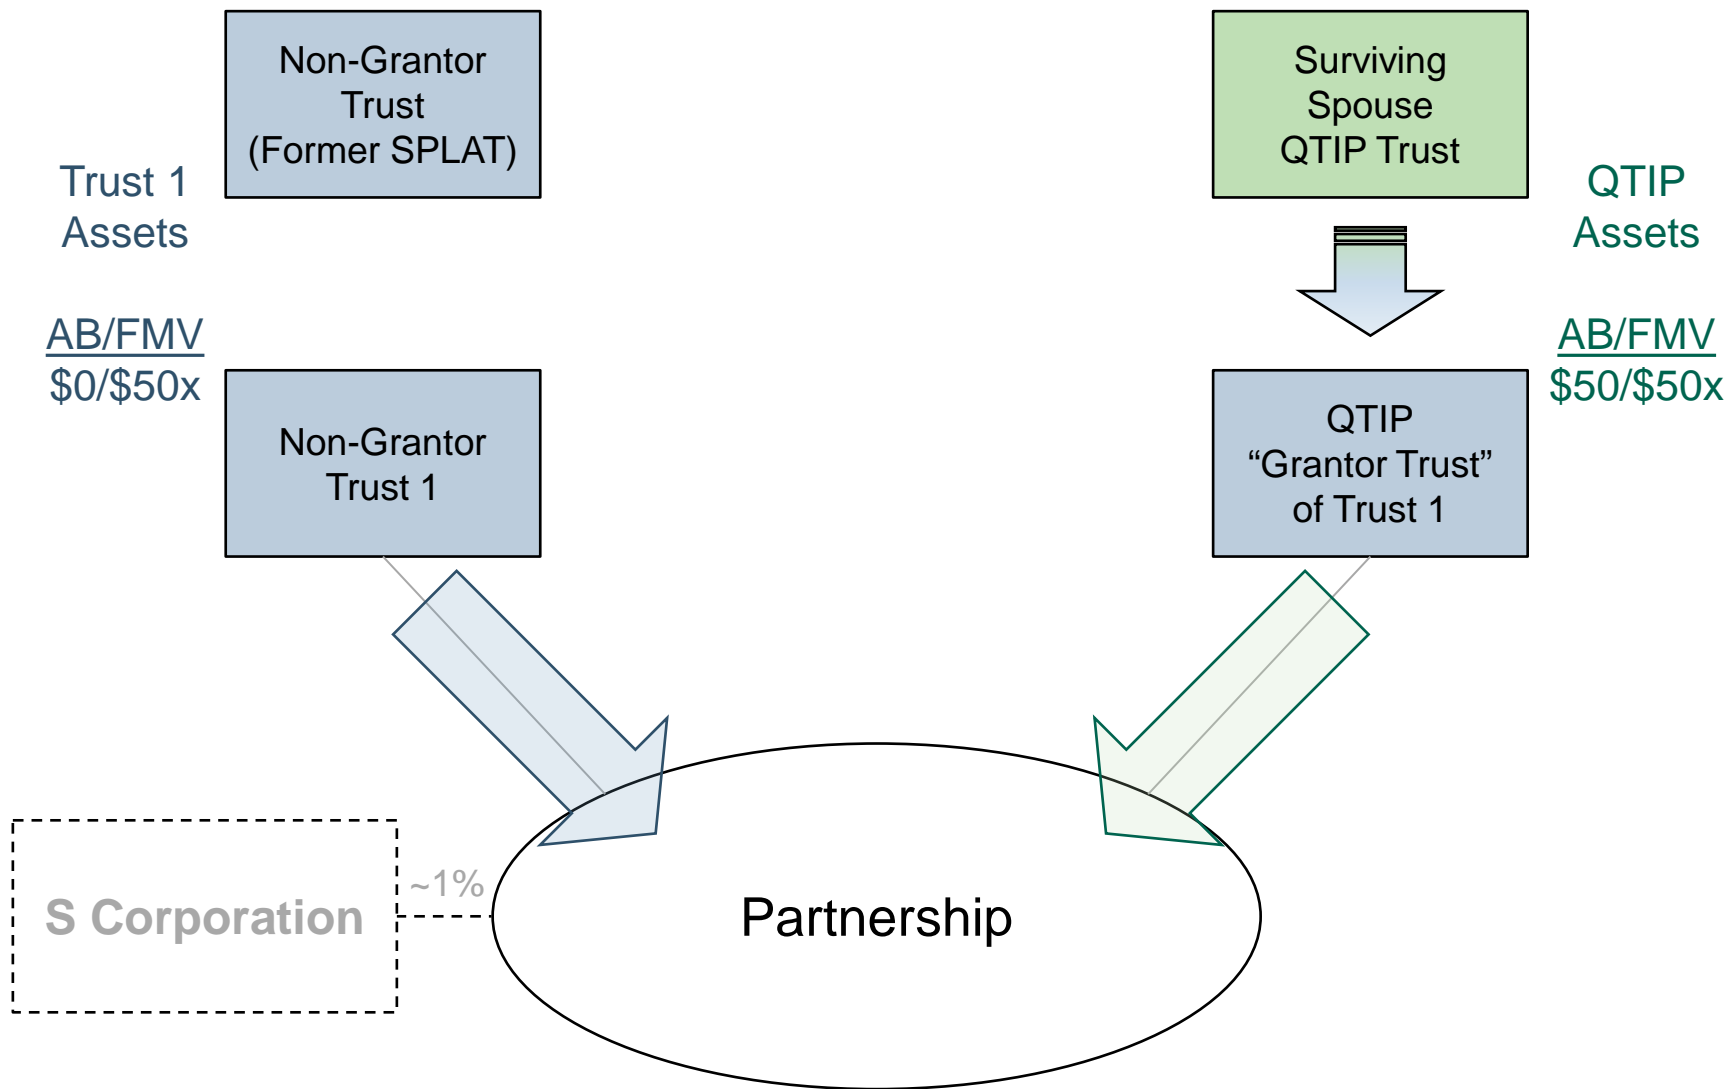 Non-Grantor
Trust
(Former SPLAT)
Surviving
Spouse
QTIP Trust
Trust 1
Assets
QTIP
Assets
AB/FMV
$0/$50x
AB/FMV
$50/$50x
Non-Grantor
Trust 1
QTIP
“Grantor Trust”
of Trust 1
S Corporation
~1%
Partnership